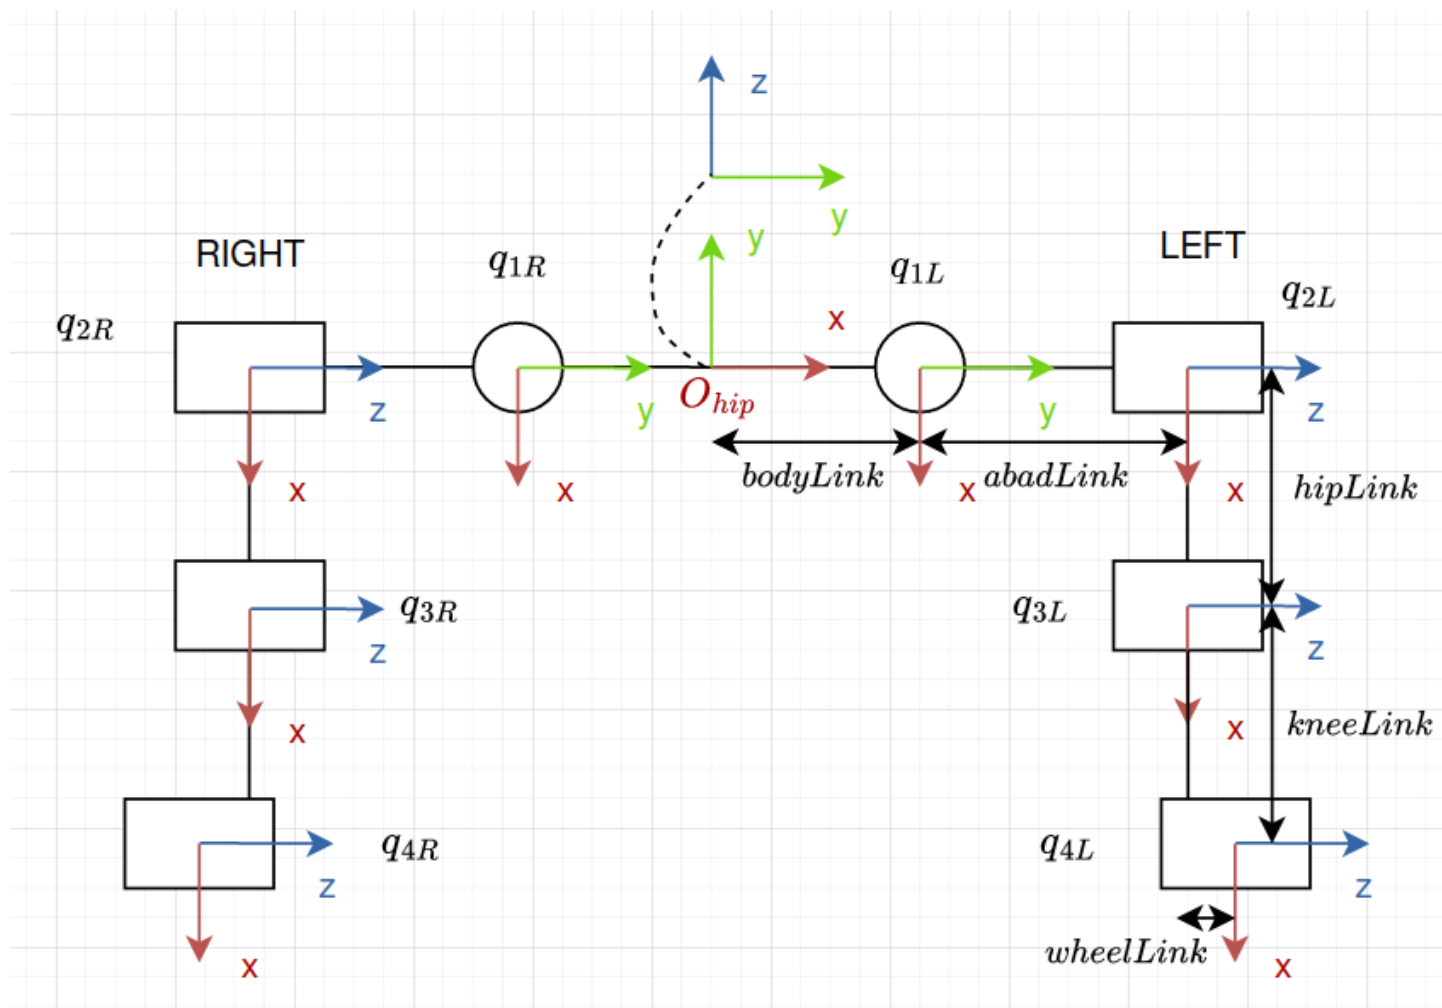 z
y
y
RIGHT
LEFT
q1R
q1L
q2L
q2R
x
Ohip
z
y
y
z
bodyLink
abadLink
hipLink
x
x
x
x
q3R
q3L
z
z
x
x
kneeLink
q4R
q4L
z
z
wheelLink
x
x